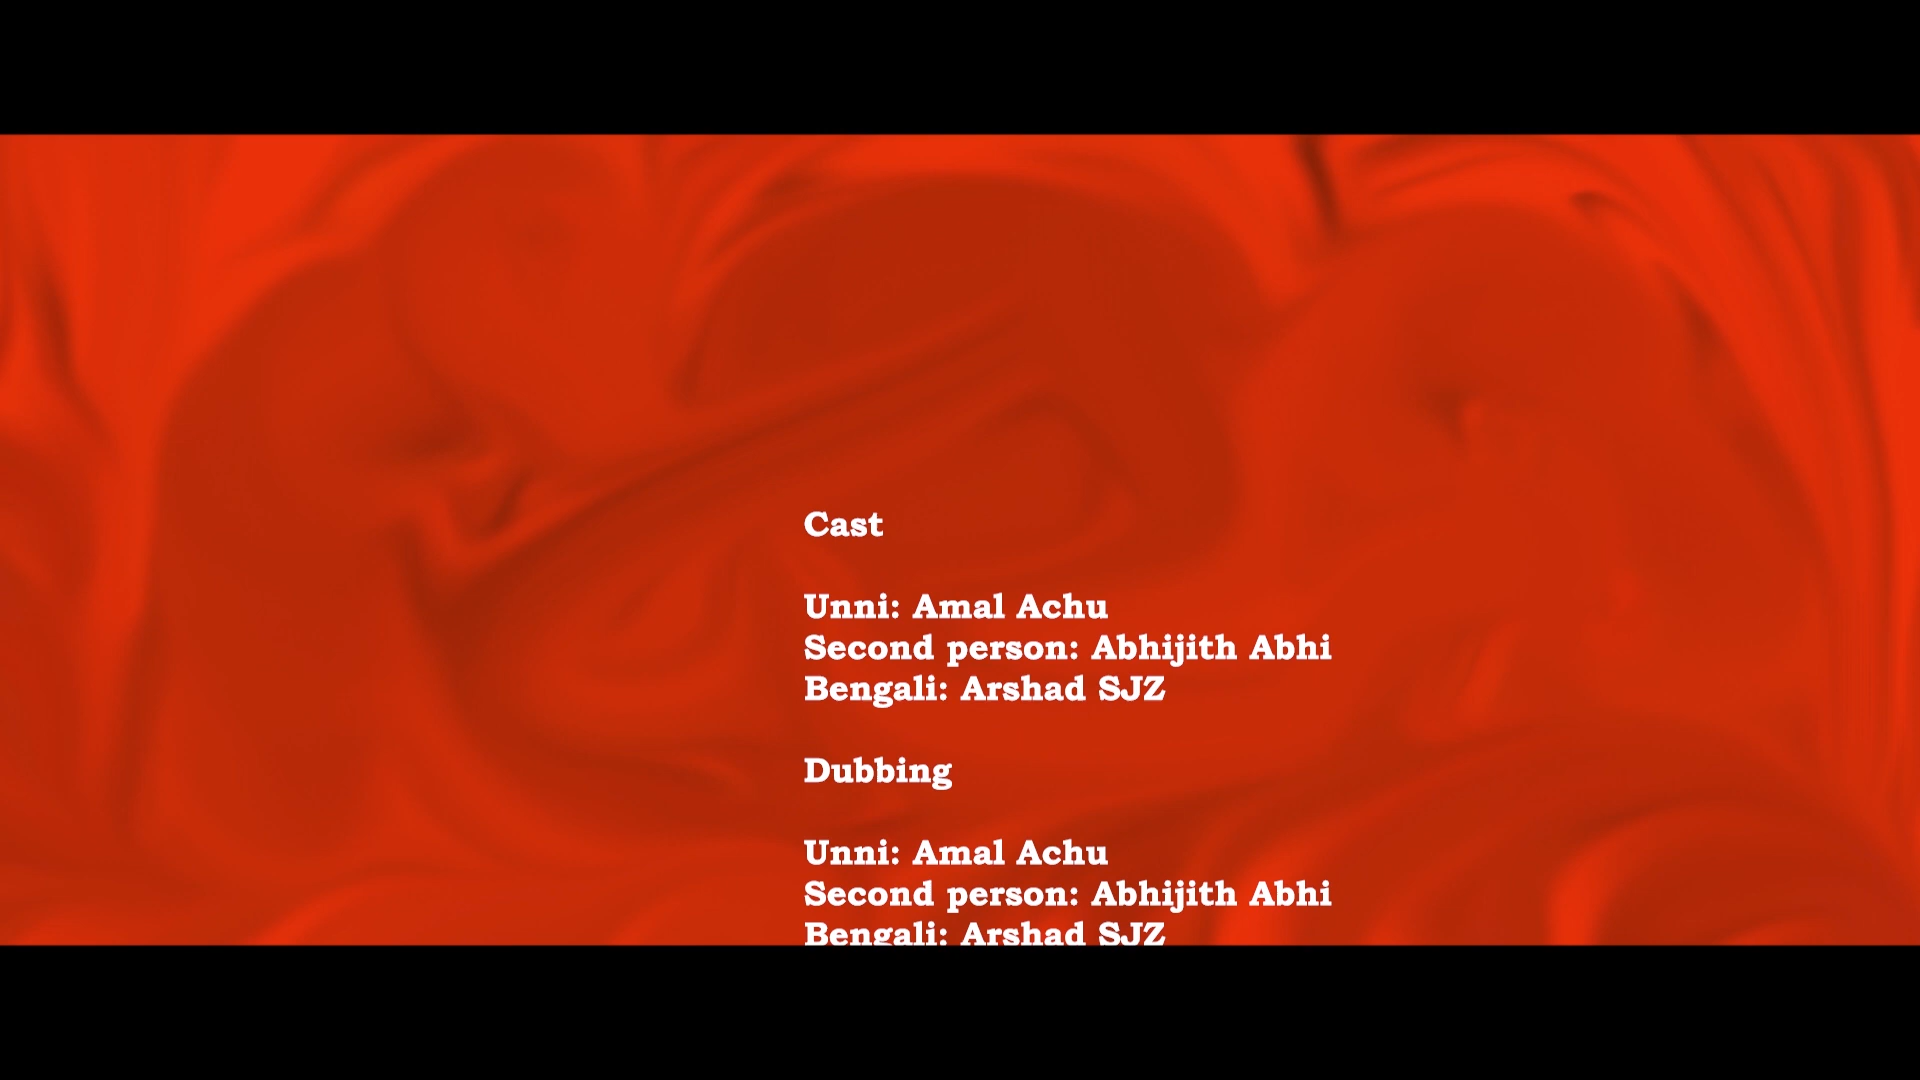 Cast
Unni: Amal Achu
Second person: Abhijith Abhi
Bengali: Arshad SJZ
Dubbing
Unni: Amal Achu
Second person: Abhijith Abhi
Bengali: Arshad SJZ